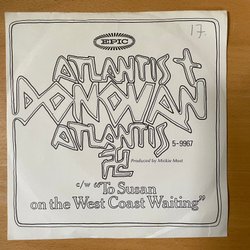 EPIC
17
ATLANTIS
DONOVAN
ATLANTIS
5-9967
Produced by Mickie Most
c/w "To Susan
on the West Coast Waiting"